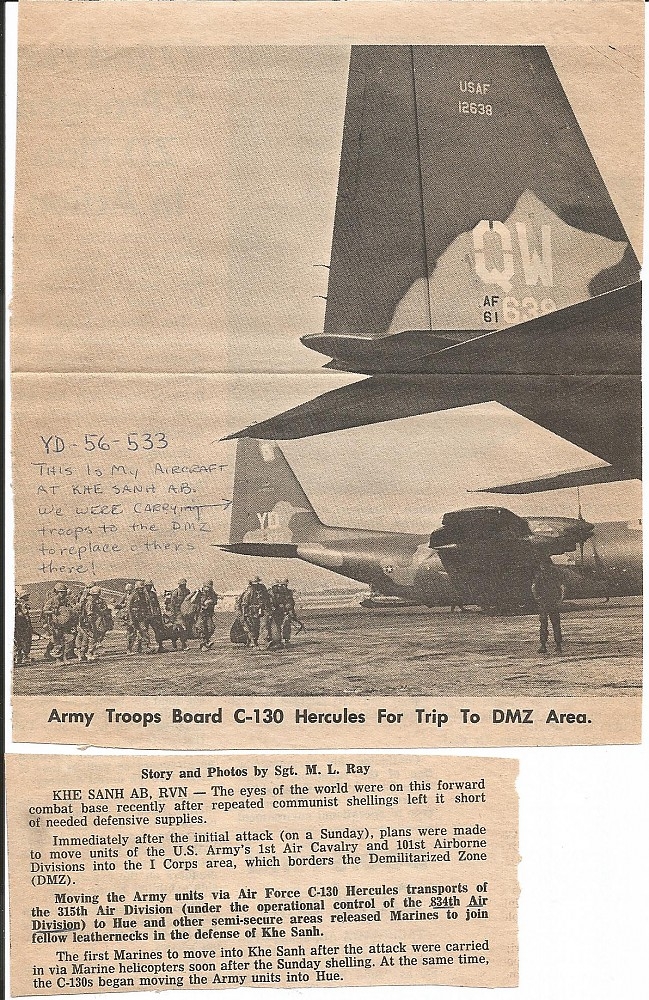 USAF
12638
QW
AF
61 639
YD-56-533
THIS IS MY AIRCRAFT
AT KHE SANH A.B.
WE WERE CARRYING
troops to the DMZ
to replace others
there!
YD
Army Troops Board C-130 Hercules For Trip To DMZ Area.
Story and Photos by Sgt. M. L. Ray
KHE SANH AB, RVN — The eyes of the world were on this forward
combat base recently after repeated communist shellings left it short
of needed defensive supplies.
Immediately after the initial attack (on a Sunday), plans were made
to move units of the U.S. Army's 1st Air Cavalry and 101st Airborne
Divisions into the I Corps area, which borders the Demilitarized Zone
(DMZ).
Moving the Army units via Air Force C-130 Hercules transports of
the 315th Air Division (under the operational control of the 834th Air
Division) to Hue and other semi-secure areas released Marines to join
fellow leathernecks in the defense of Khe Sanh.
The first Marines to move into Khe Sanh after the attack were carried
in via Marine helicopters soon after the Sunday shelling. At the same time,
the C-130s began moving the Army units into Hue.